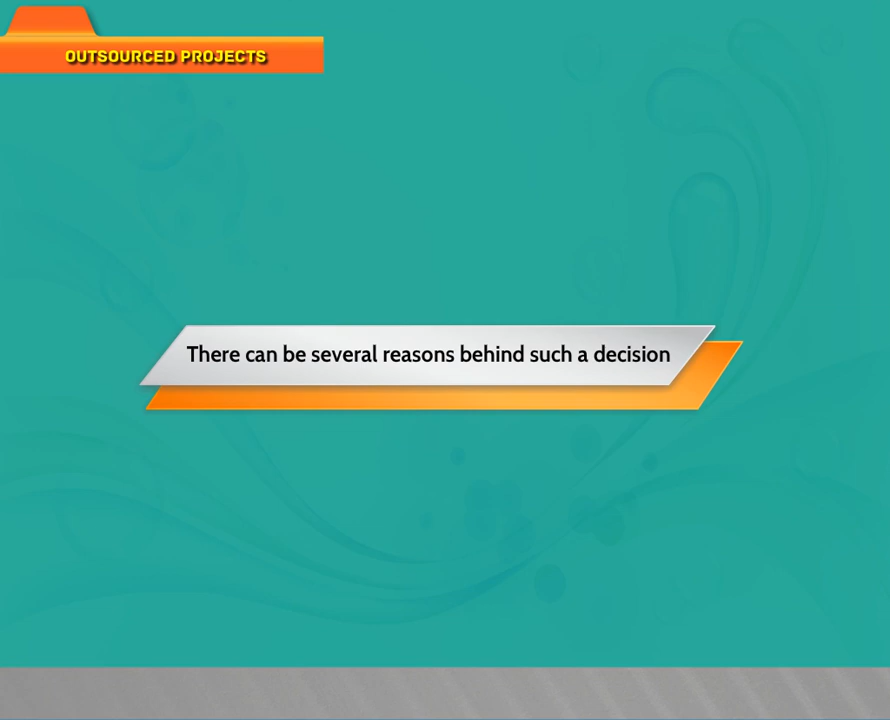 OUTSOURCED PROJECTS
There can be several reasons behind such a decision